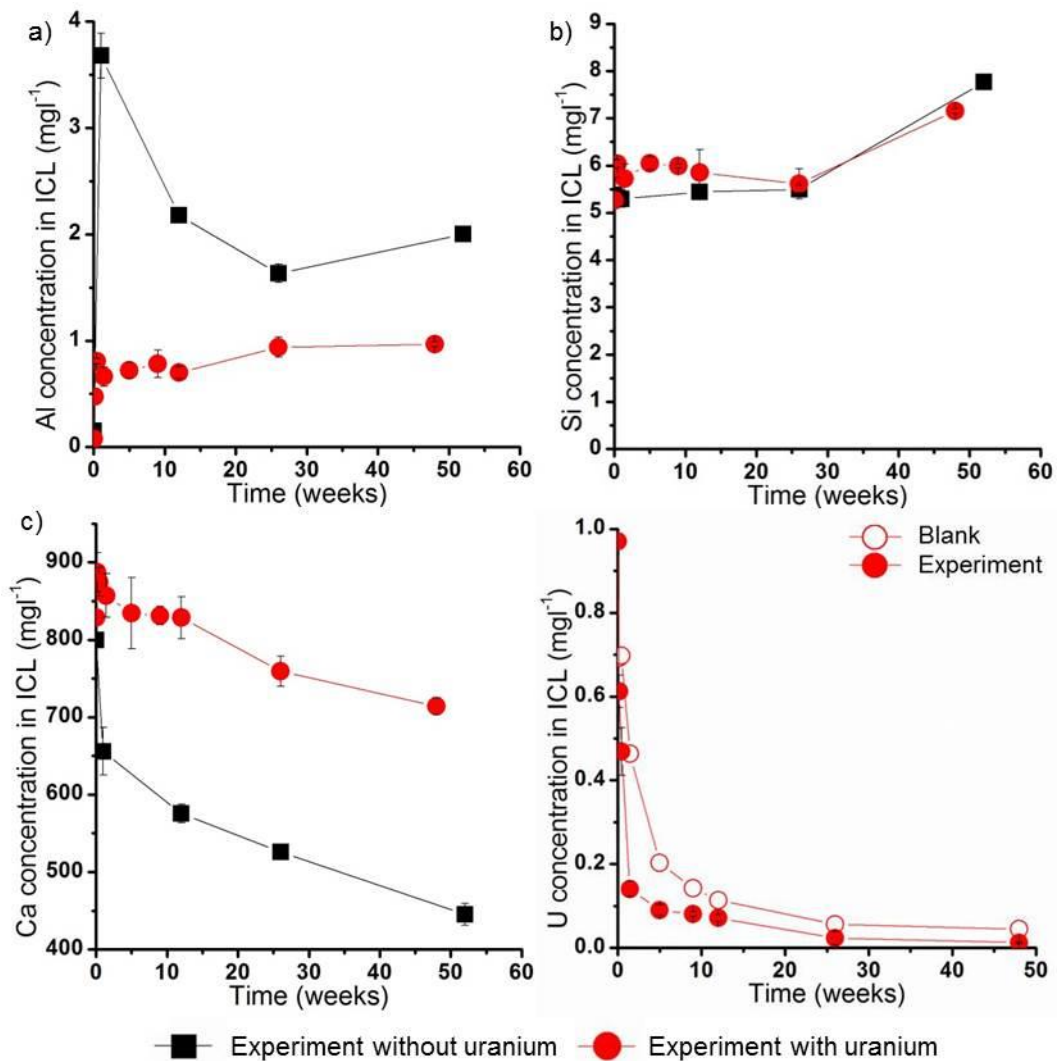 a)
Al concentration in ICL (mgl⁻¹)
4
3
2
1
0
0 10 20 30 40 50 60
Time (weeks)
b)
Si concentration in ICL (mgl⁻¹)
9
8
7
6
5
4
3
2
1
0
0 10 20 30 40 50 60
Time (weeks)
c)
Ca concentration in ICL (mgl⁻¹)
900
800
700
600
500
400
0 10 20 30 40 50 60
Time (weeks)
U concentration in ICL (mgl⁻¹)
1.0
0.8
0.6
0.4
0.2
0.0
0 10 20 30 40 50
Time (weeks)
Blank
Experiment
Experiment without uranium Experiment with uranium